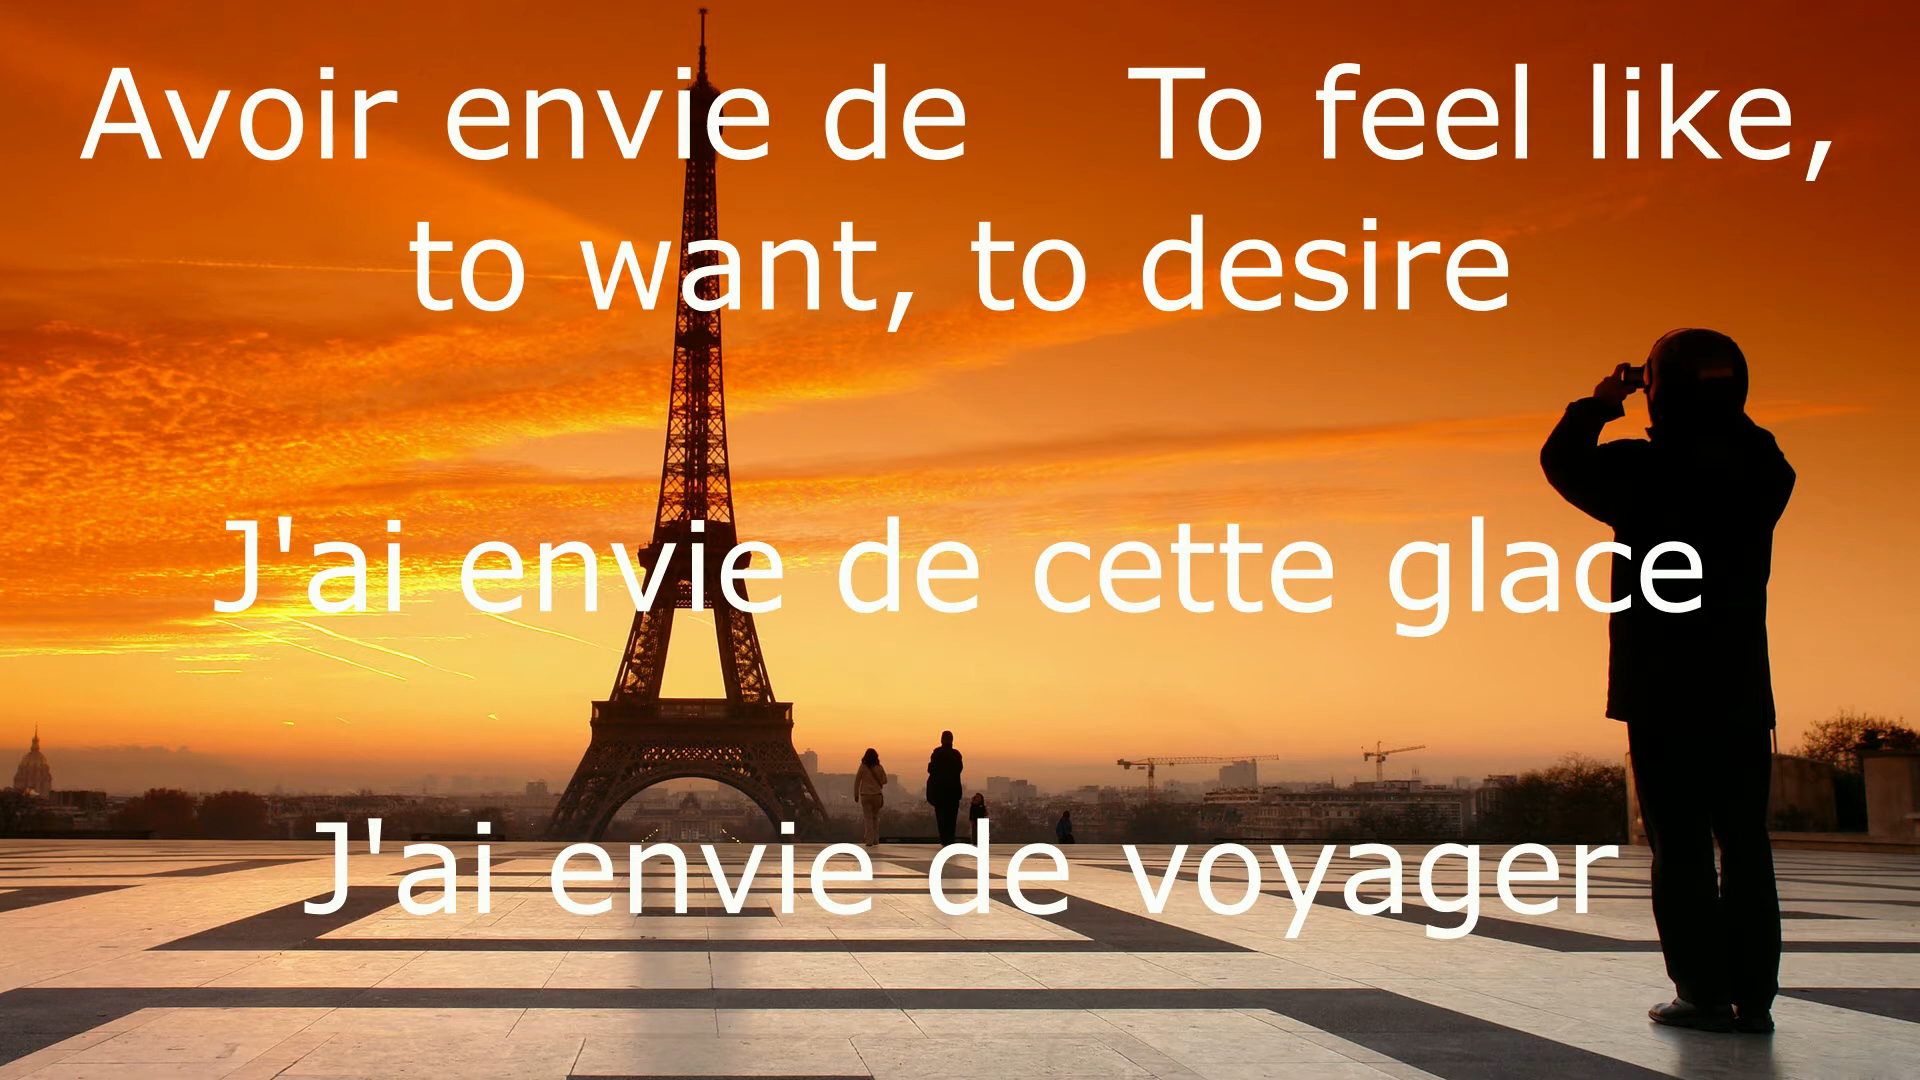 Avoir envie de To feel like,
to want, to desire
J'ai envie de cette glace
J'ai envie de voyager